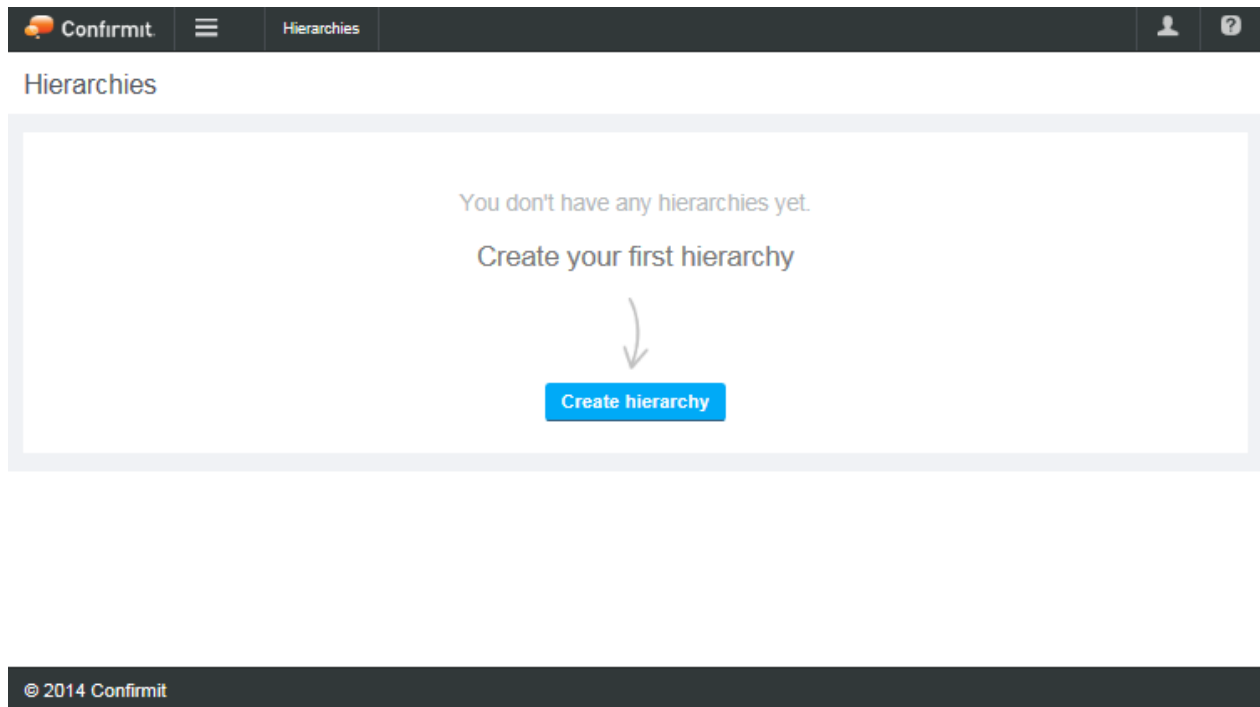 Confirmit.
Hierarchies
Hierarchies
You don't have any hierarchies yet.
Create your first hierarchy
Create hierarchy
© 2014 Confirmit